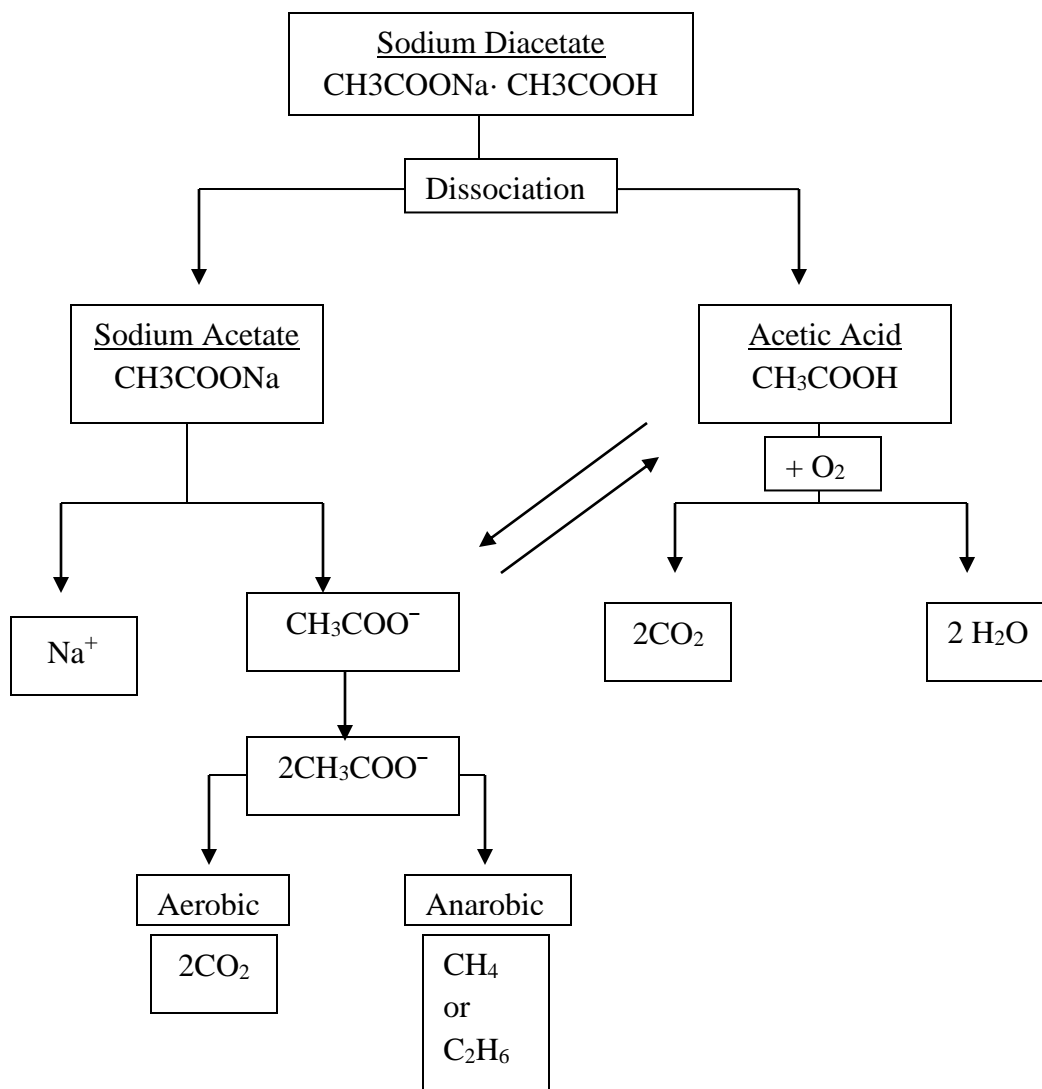 Sodium Diacetate
CH3COONa· CH3COOH
Dissociation
Sodium Acetate
CH3COONa
Acetic Acid
CH₃COOH
+ O₂
Na⁺
CH₃COO⁻
2CO₂
2 H₂O
2CH₃COO⁻
Aerobic
Anarobic
2CO₂
CH₄
or
C₂H₆